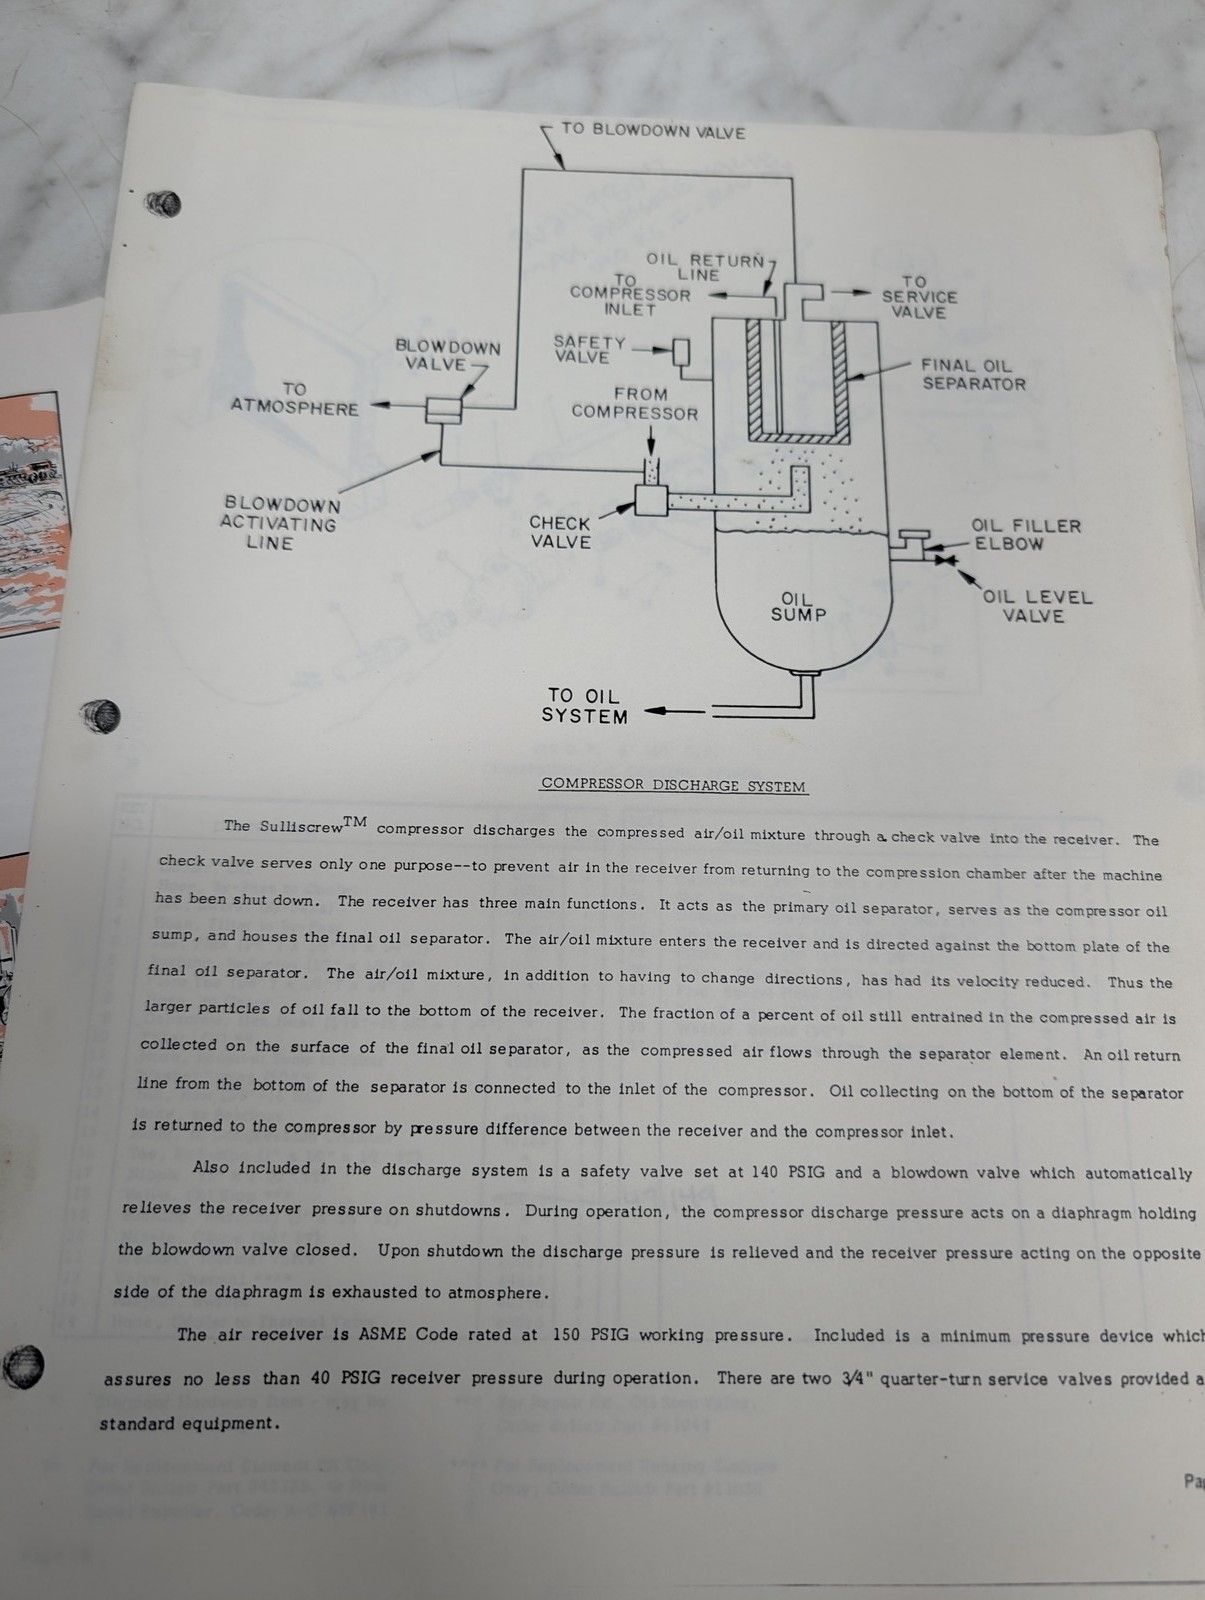 TO BLOWDOWN VALVE
OIL RETURN
LINE
TO
COMPRESSOR
INLET
TO
SERVICE
VALVE
SAFETY
VALVE
BLOWDOWN
VALVE
FINAL OIL
SEPARATOR
TO
ATMOSPHERE
FROM
COMPRESSOR
BLOWDOWN
ACTIVATING
LINE
CHECK
VALVE
OIL FILLER
ELBOW
OIL LEVEL
VALVE
OIL
SUMP
TO OIL
SYSTEM
COMPRESSOR DISCHARGE SYSTEM
The Sulliscrew™ compressor discharges the compressed air/oil mixture through a check valve into the receiver. The
check valve serves only one purpose--to prevent air in the receiver from returning to the compression chamber after the machine
has been shut down. The receiver has three main functions. It acts as the primary oil separator, serves as the compressor oil
sump, and houses the final oil separator. The air/oil mixture enters the receiver and is directed against the bottom plate of the
final oil separator. The air/oil mixture, in addition to having to change directions, has had its velocity reduced. Thus the
larger particles of oil fall to the bottom of the receiver. The fraction of a percent of oil still entrained in the compressed air is
collected on the surface of the final oil separator, as the compressed air flows through the separator element. An oil return
line from the bottom of the separator is connected to the inlet of the compressor. Oil collecting on the bottom of the separator
is returned to the compressor by pressure difference between the receiver and the compressor inlet.
Also included in the discharge system is a safety valve set at 140 PSIG and a blowdown valve which automatically
relieves the receiver pressure on shutdowns. During operation, the compressor discharge pressure acts on a diaphragm holding
the blowdown valve closed. Upon shutdown the discharge pressure is relieved and the receiver pressure acting on the opposite
side of the diaphragm is exhausted to atmosphere.
The air receiver is ASME Code rated at 150 PSIG working pressure. Included is a minimum pressure device which
assures no less than 40 PSIG receiver pressure during operation. There are two 3/4" quarter-turn service valves provided a
standard equipment.
Pa